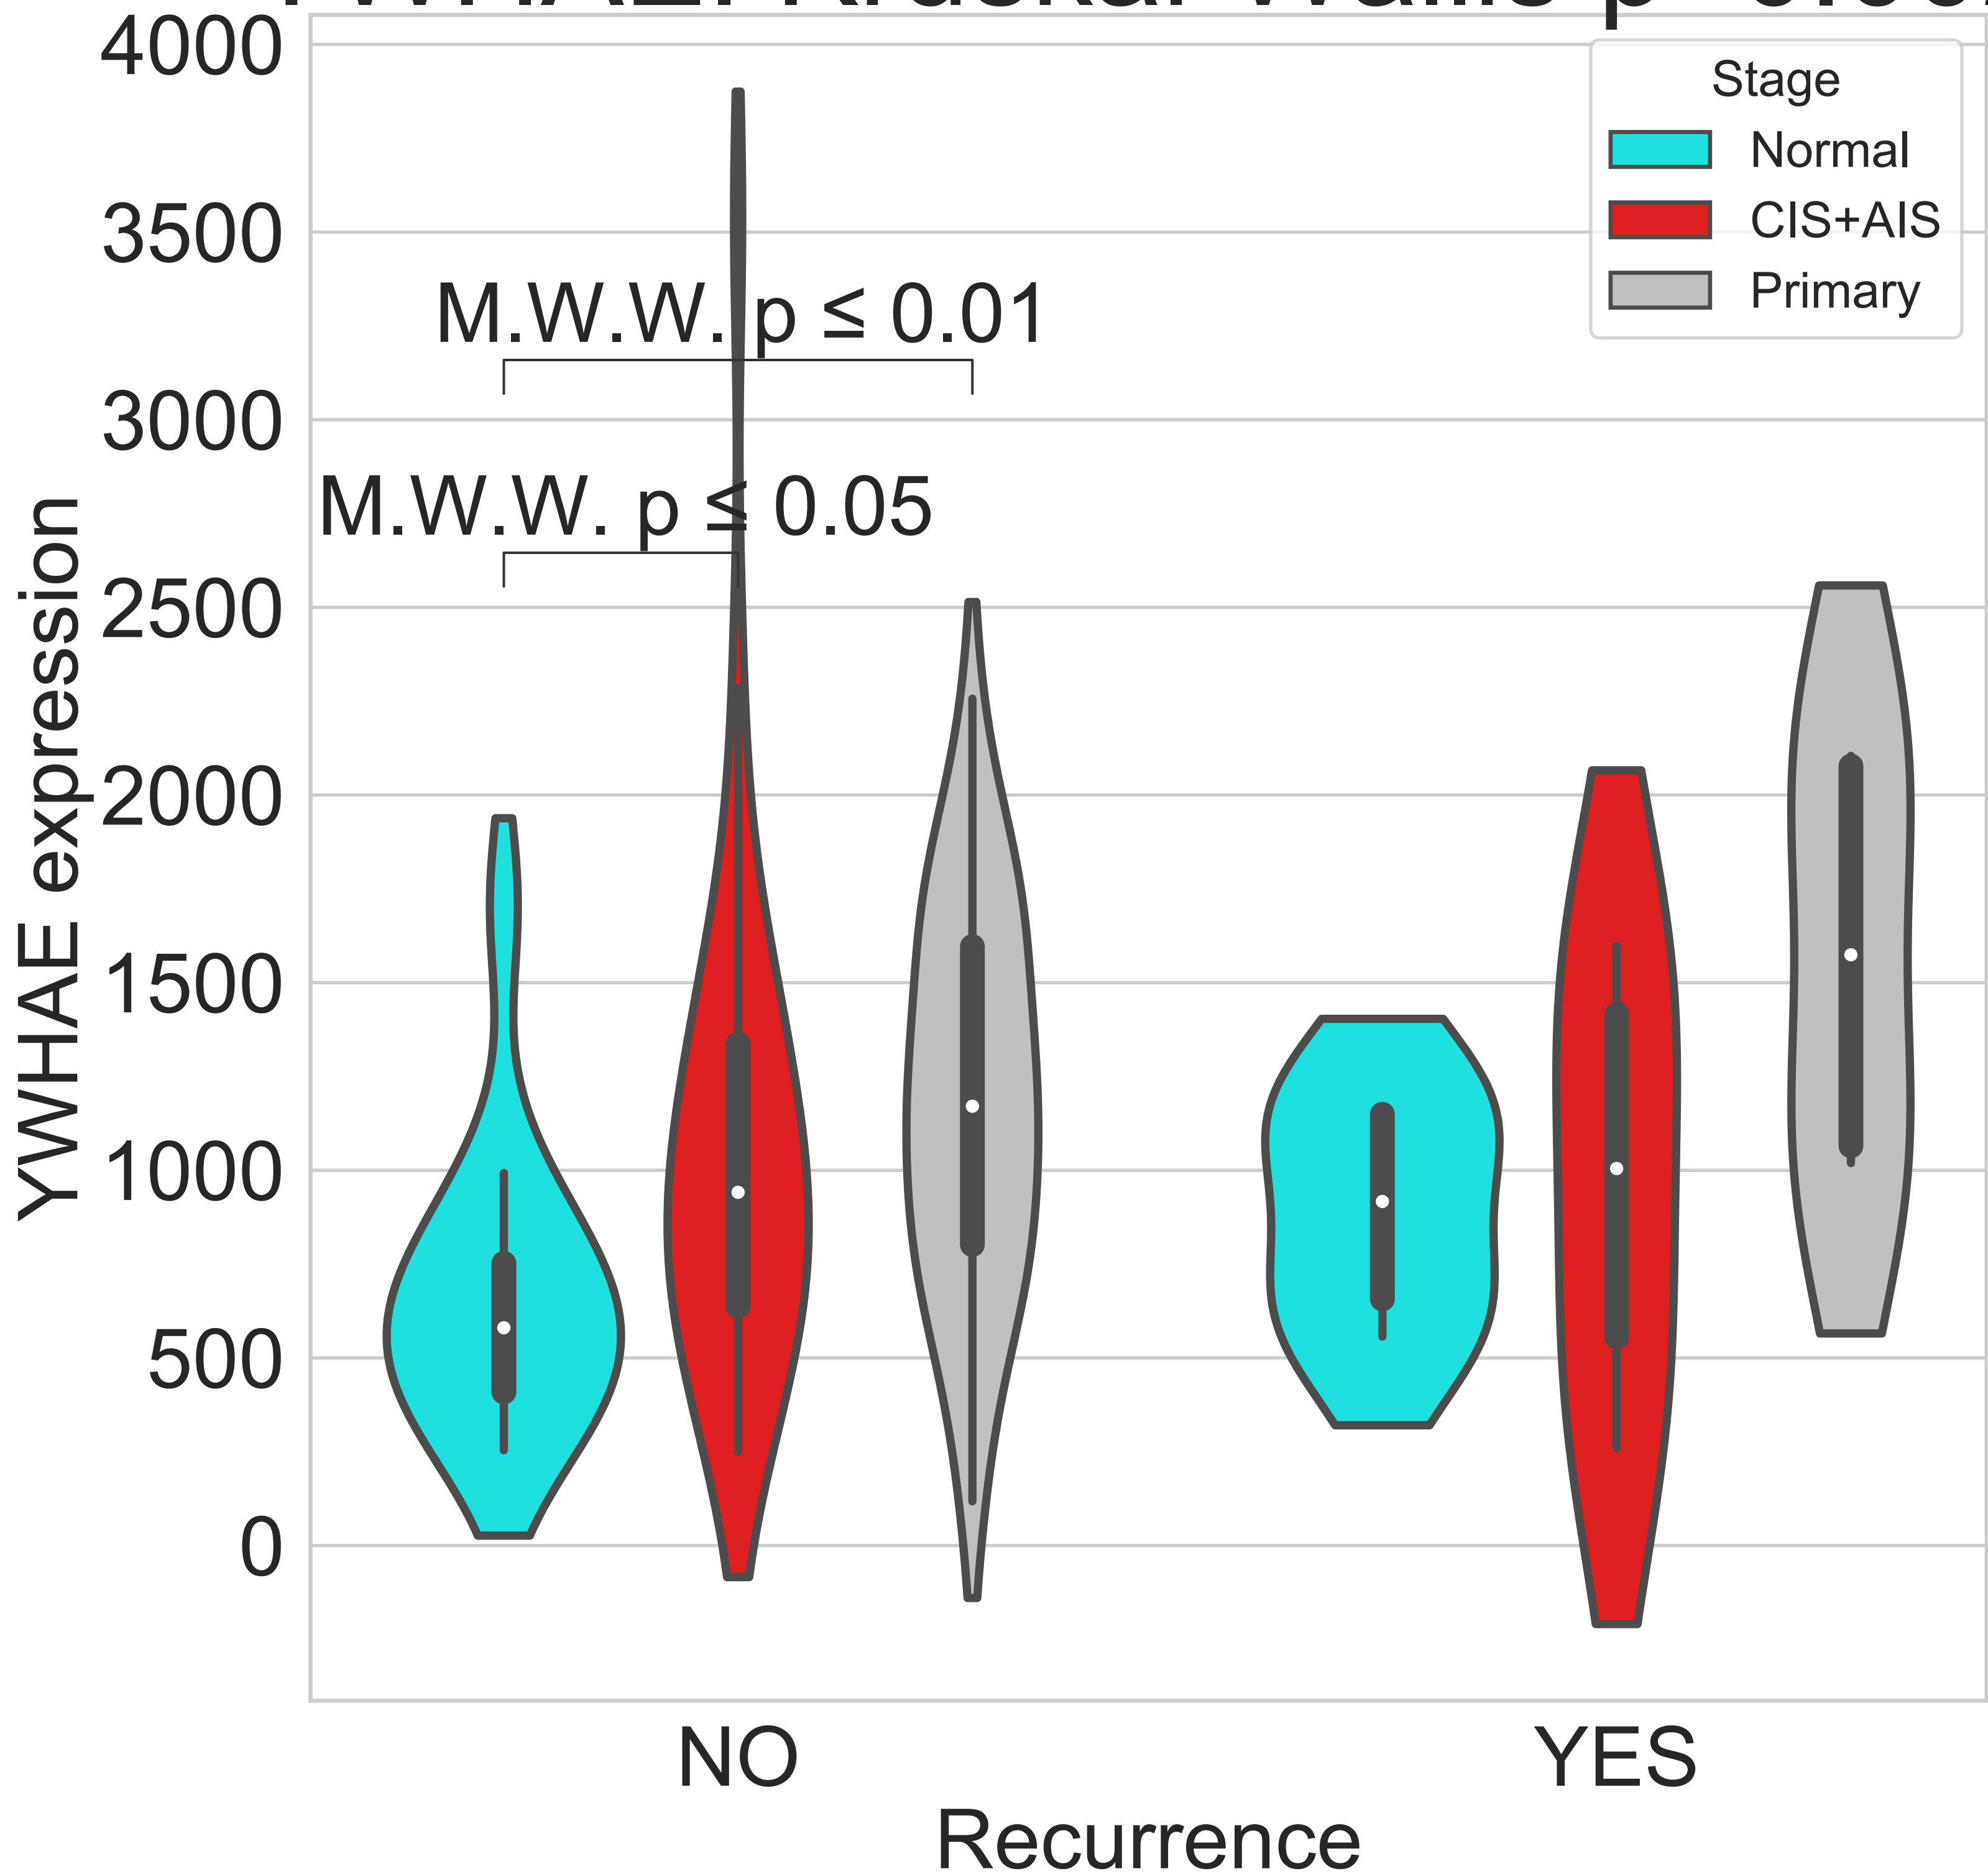 4000
3500
3000
2500
2000
1500
1000
500
0
YWHAE expression
Stage
Normal
CIS+AIS
Primary
M.W.W. p ≤ 0.01
M.W.W. p ≤ 0.05
NO
YES
Recurrence